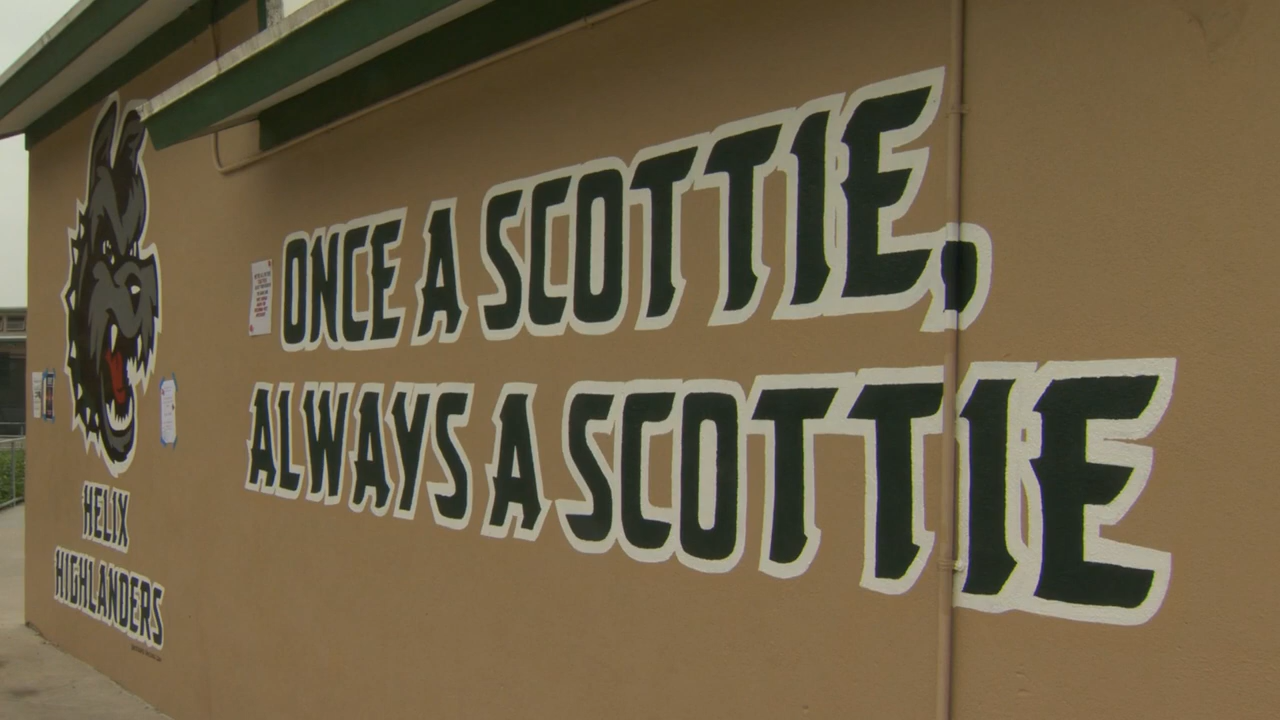 ONCE A SCOTTIE,
ALWAYS A SCOTTIE
HELIX
HIGHLANDERS